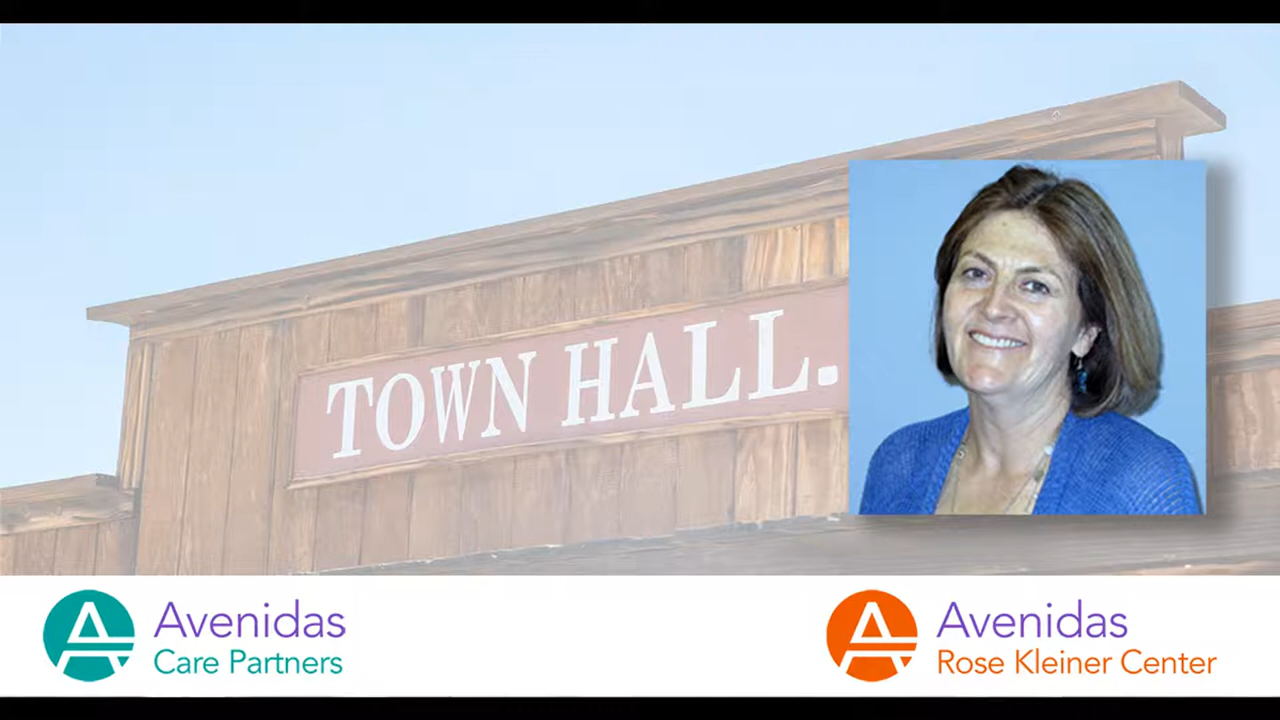 TOWN HALL.
Avenidas
Care Partners
Avenidas
Rose Kleiner Center